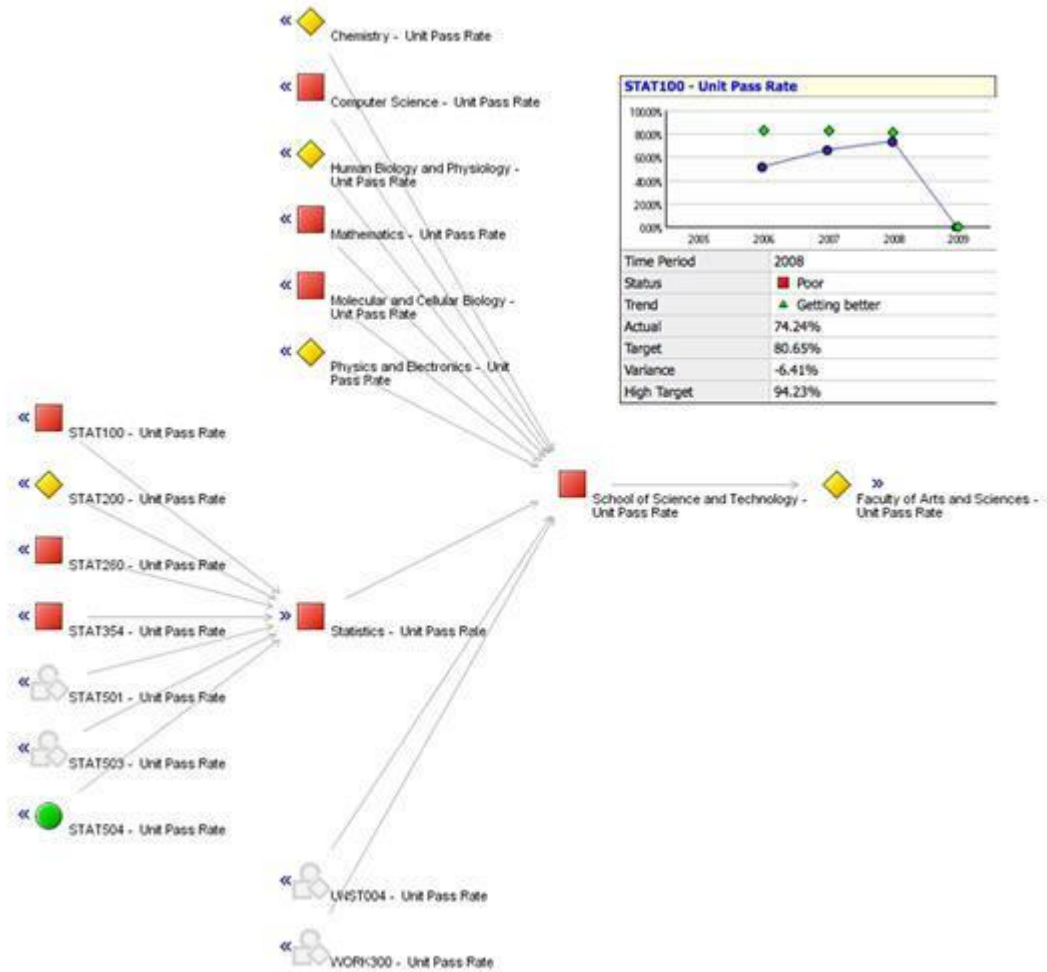 Chemistry - Unit Pass Rate
Computer Science - Unit Pass Rate
Human Biology and Physiology -
Unit Pass Rate
Mathematics - Unit Pass Rate
Molecular and Cellular Biology -
Unit Pass Rate
Physics and Electronics - Unit
Pass Rate
STAT100 - Unit Pass Rate
10000%
8000%
6000%
4000%
2000%
000%
2005 2006 2007 2008 2009
Time Period 2008
Status Poor
Trend Getting better
Actual 74.24%
Target 80.65%
Variance -6.41%
High Target 94.23%
STAT100 - Unit Pass Rate
STAT200 - Unit Pass Rate
STAT260 - Unit Pass Rate
STAT354 - Unit Pass Rate
STAT501 - Unit Pass Rate
STAT503 - Unit Pass Rate
STAT504 - Unit Pass Rate
Statistics - Unit Pass Rate
School of Science and Technology -
Unit Pass Rate
Faculty of Arts and Sciences -
Unit Pass Rate
UNST004 - Unit Pass Rate
WORK300 - Unit Pass Rate